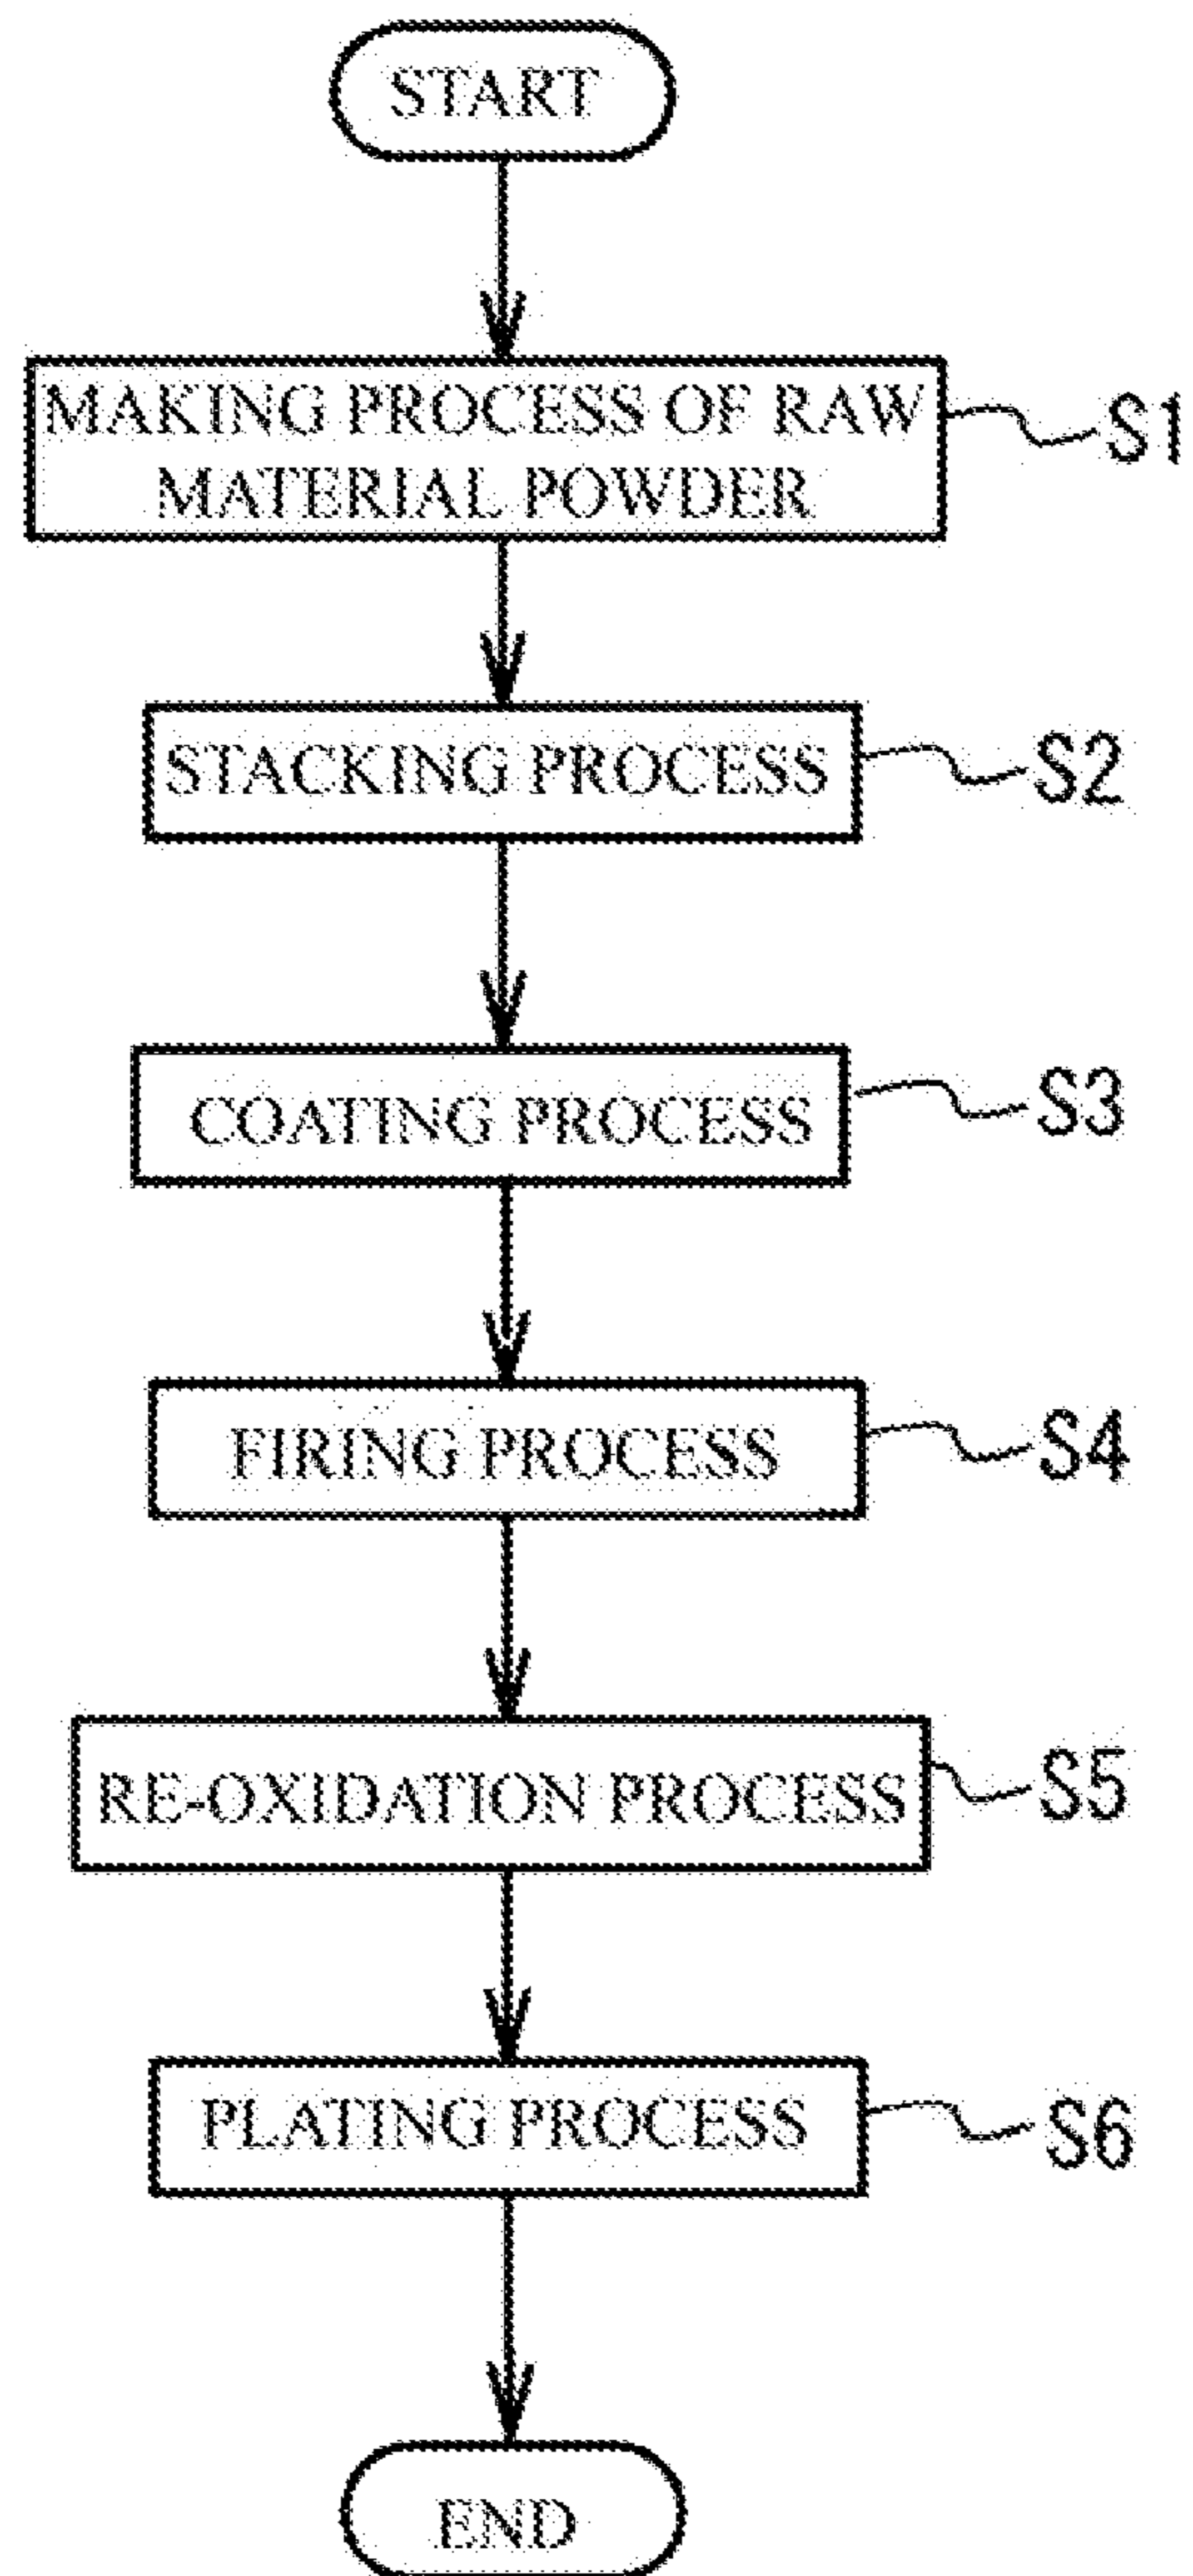 START
MAKING PROCESS OF RAW
MATERIAL POWDER
S1
STACKING PROCESS
S2
COATING PROCESS
S3
FIRING PROCESS
S4
RE-OXIDATION PROCESS
S5
PLATING PROCESS
S6
END